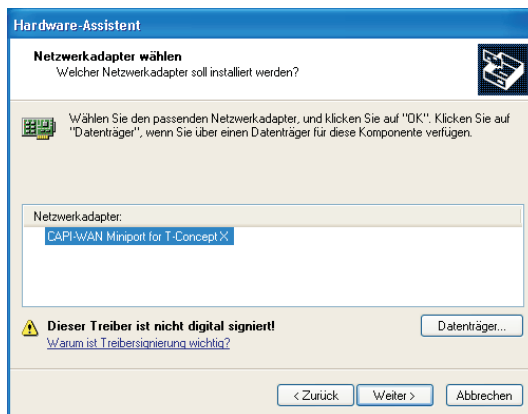 Hardware-Assistent
Netzwerkadapter wählen
Welcher Netzwerkadapter soll installiert werden?
Wählen Sie den passenden Netzwerkadapter, und klicken Sie auf "OK". Klicken Sie auf
"Datenträger", wenn Sie über einen Datenträger für diese Komponente verfügen.
Netzwerkadapter:
CAPI-WAN Miniport for T-Concept X
Dieser Treiber ist nicht digital signiert!
Warum ist Treibersignierung wichtig?
Datenträger...
< Zurück
Weiter >
Abbrechen